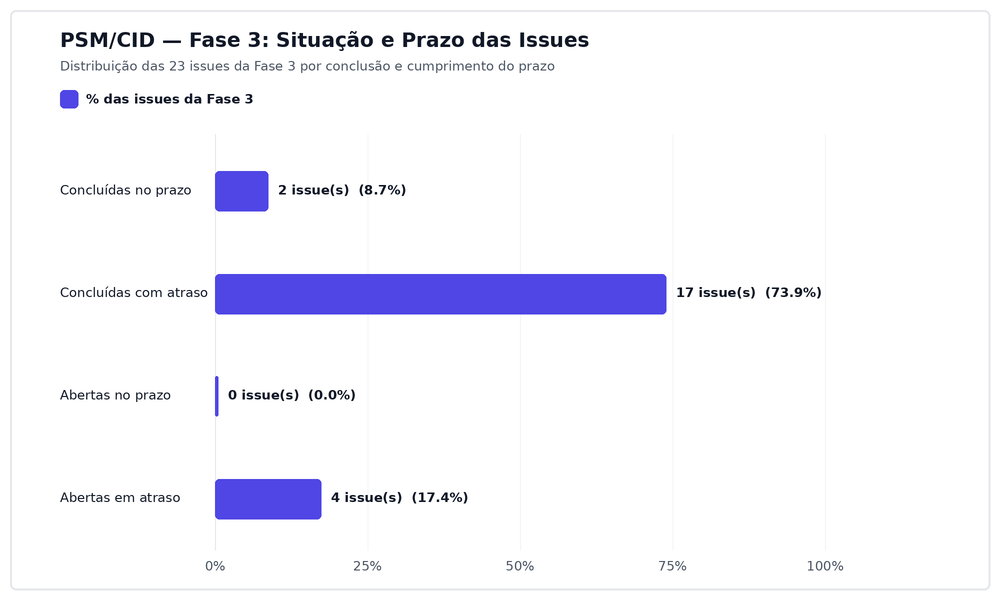 PSM/CID — Fase 3: Situação e Prazo das Issues
Distribuição das 23 issues da Fase 3 por conclusão e cumprimento do prazo
% das issues da Fase 3
Concluídas no prazo
2 issue(s) (8.7%)
Concluídas com atraso
17 issue(s) (73.9%)
Abertas no prazo
0 issue(s) (0.0%)
Abertas em atraso
4 issue(s) (17.4%)
0% 25% 50% 75% 100%